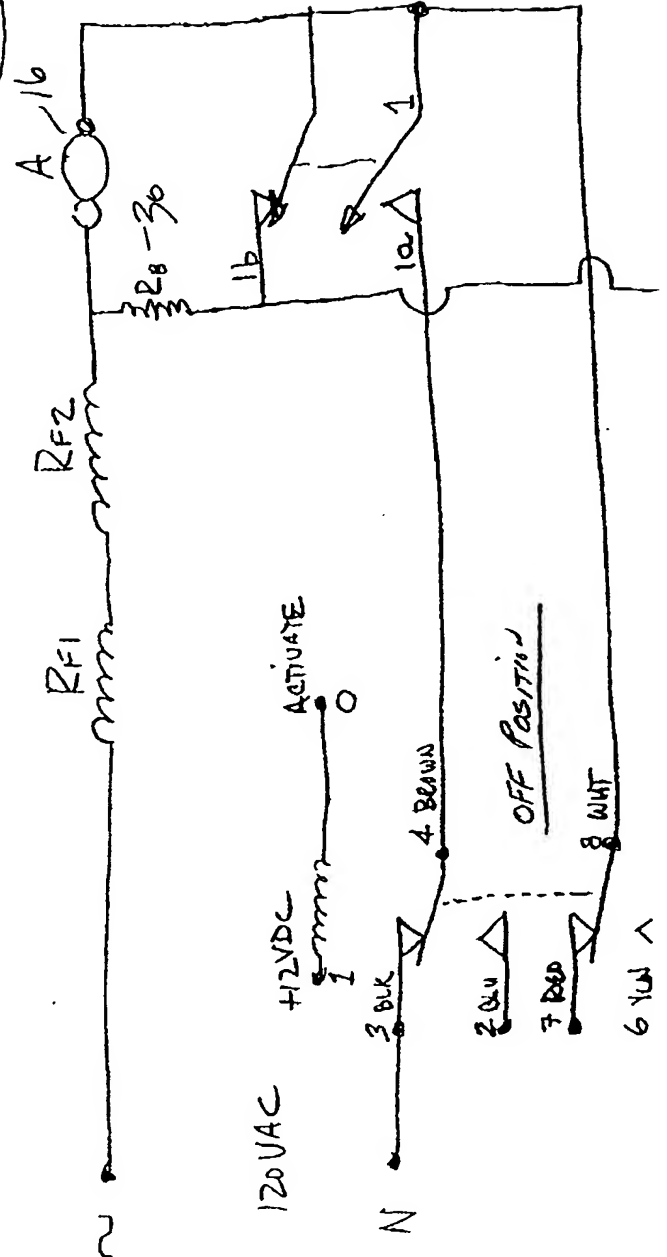 A 16
RF1
RF2
RB-30
1b
1
1a
120VAC
+12VDC
1
ACTIVATE
0
N
3 BLK
4 BROWN
2 BLU
OFF POSITION
7 RED
8 WHT
6 YLW